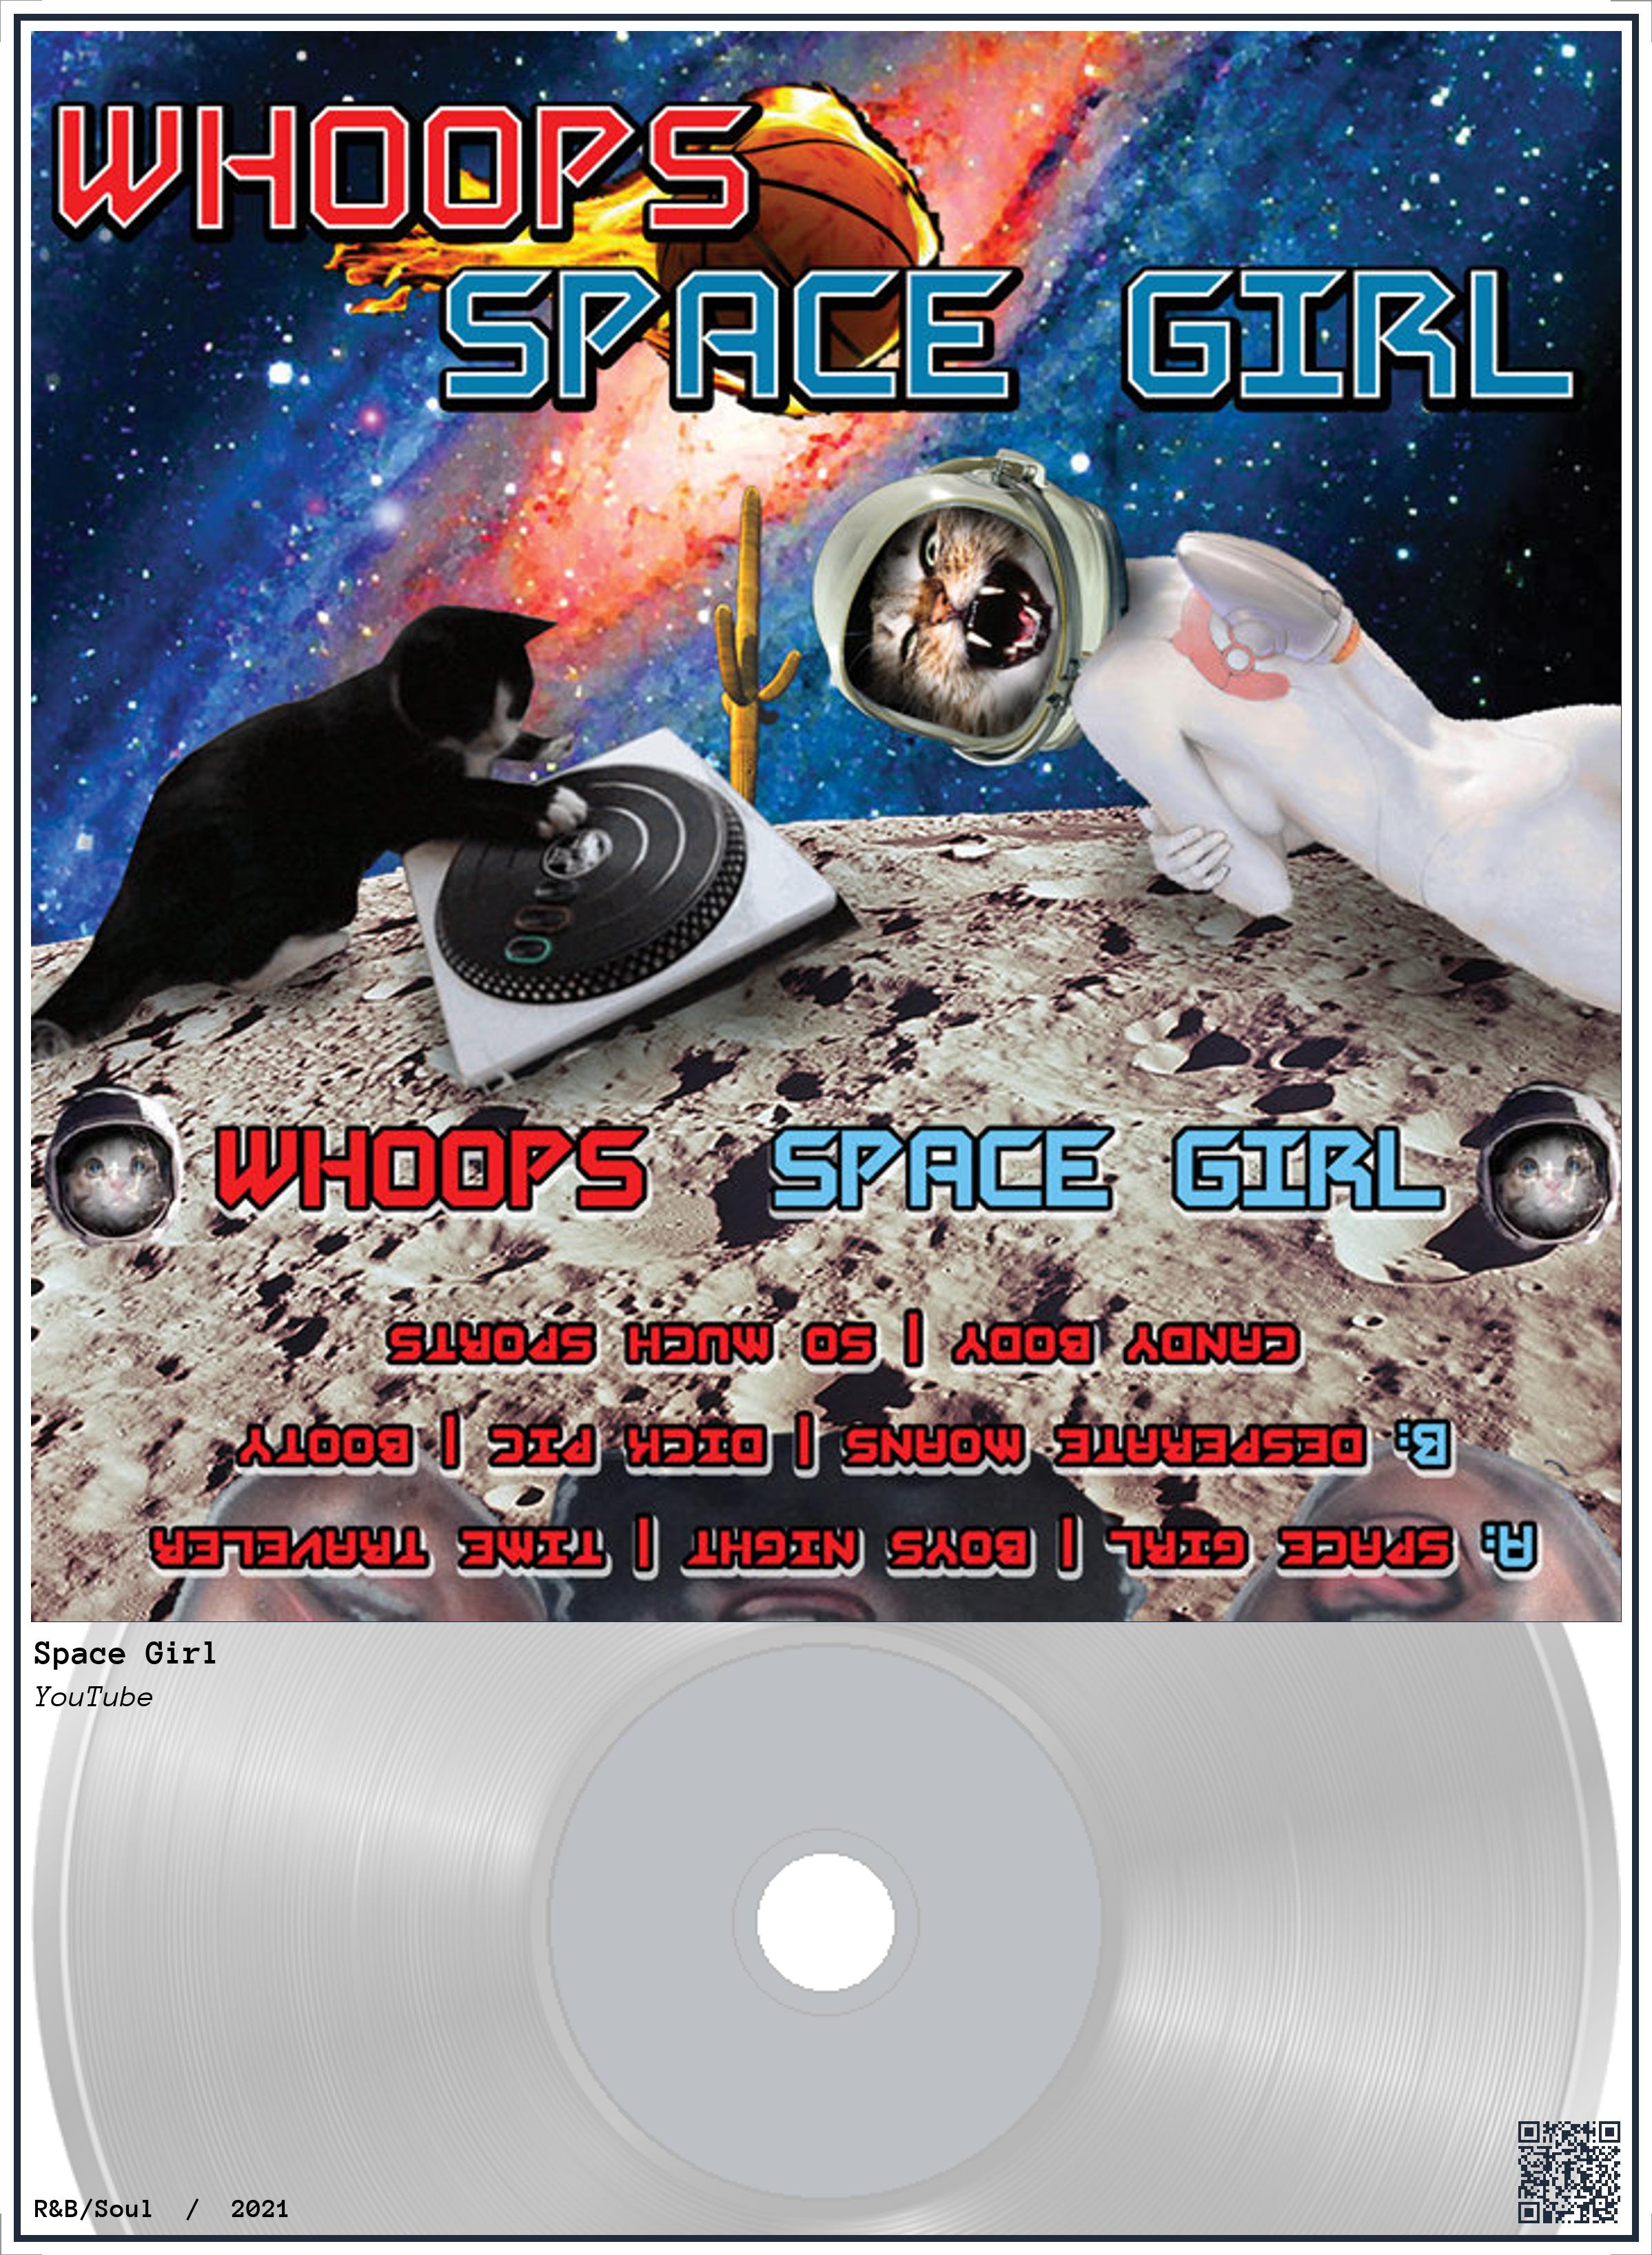 WHOOPS
SPACE GIRL
WHOOPS SPACE GIRL
A: SPACE GIRL | BOYS NIGHT | TIME TRAVELER
B: DESPERATE MOANS | DICK PIC | BOOTY
CANDY BODY | SO MUCH SPORTS
Space Girl
YouTube
R&B/Soul / 2021